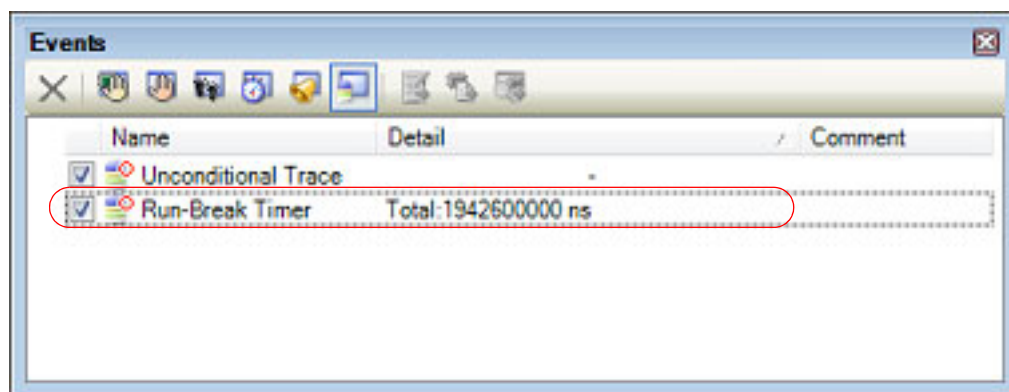 Events
Name Detail Comment
Unconditional Trace -
Run-Break Timer Total:1942600000 ns